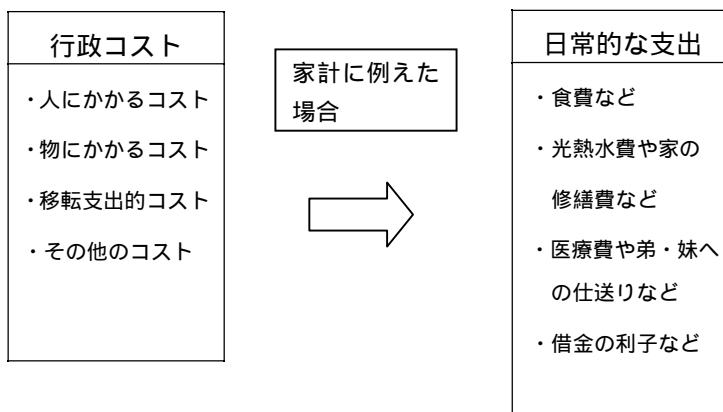 行政コスト
・人にかかるコスト
・物にかかるコスト
・移転支出的コスト
・その他のコスト
家計に例えた
場合
日常的な支出
・食費など
・光熱水費や家の
修繕費など
・医療費や弟・妹へ
の仕送りなど
・借金の利子など